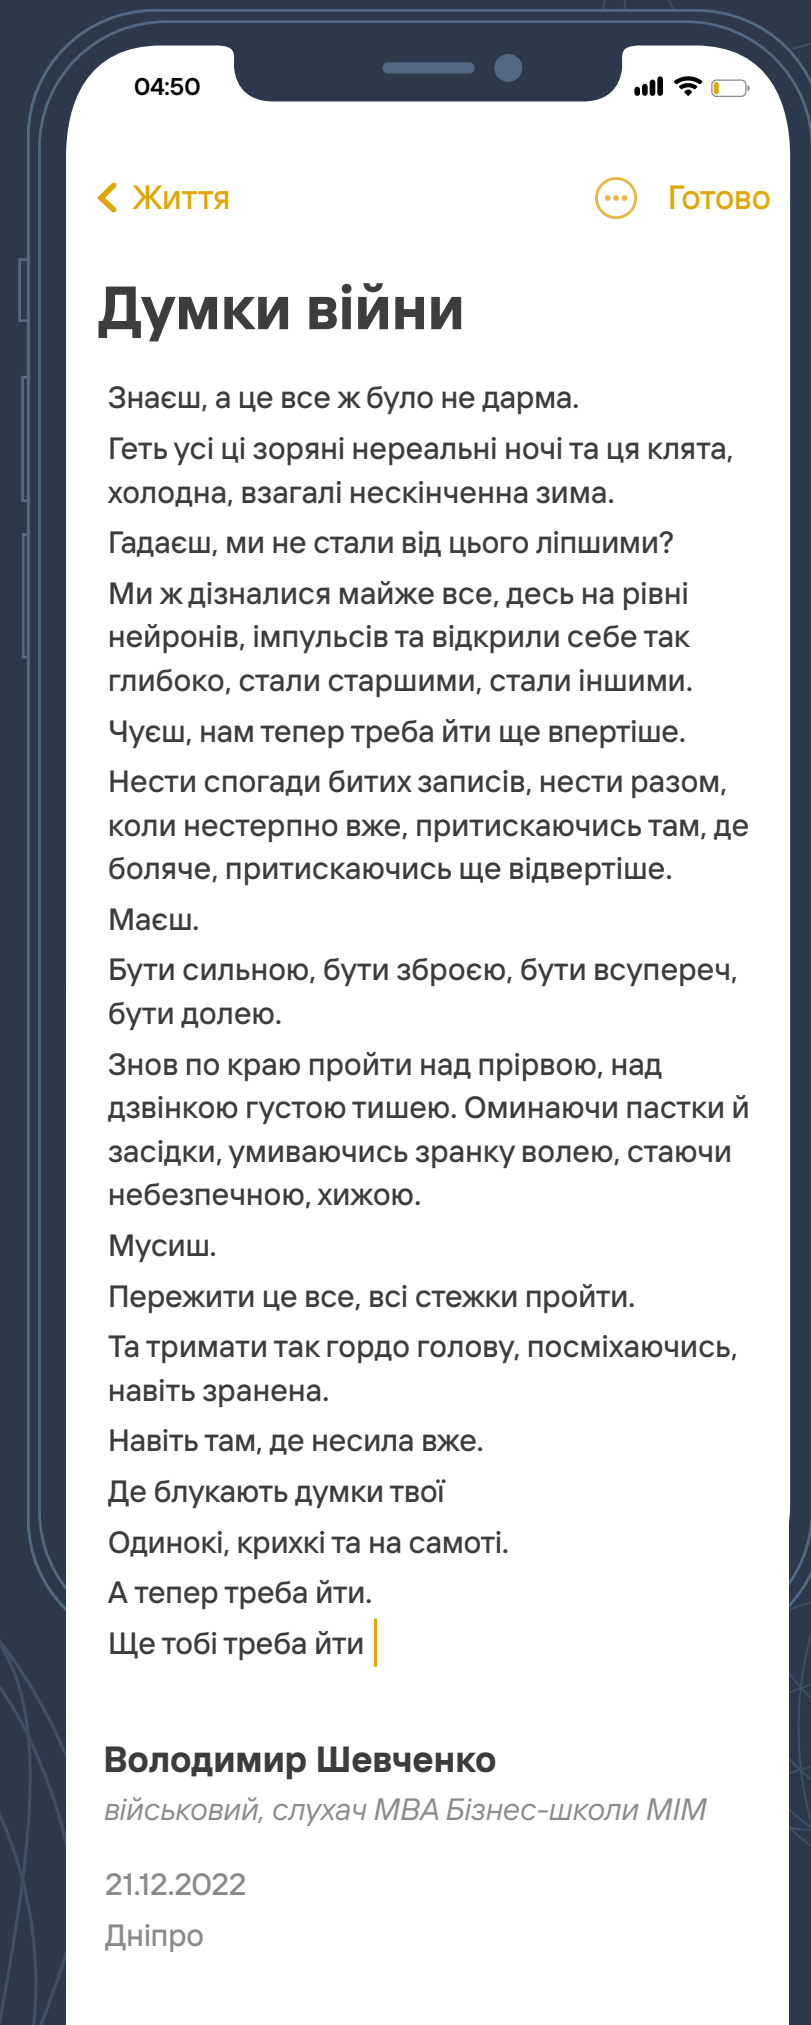 04:50
Життя
Готово
Думки війни
Знаєш, а це все ж було не дарма.
Геть усі ці зоряні нереальні ночі та ця клята,
холодна, взагалі нескінченна зима.
Гадаєш, ми не стали від цього ліпшими?
Ми ж дізналися майже все, десь на рівні
нейронів, імпульсів та відкрили себе так
глибоко, стали старшими, стали іншими.
Чуєш, нам тепер треба йти ще впертіше.
Нести спогади битих записів, нести разом,
коли нестерпно вже, притискаючись там, де
боляче, притискаючись ще відвертіше.
Маєш.
Бути сильною, бути зброєю, бути всупереч,
бути долею.
Знов по краю пройти над прірвою, над
дзвінкою густою тишею. Оминаючи пастки й
засідки, умиваючись зранку волею, стаючи
небезпечною, хижою.
Мусиш.
Пережити це все, всі стежки пройти.
Та тримати так гордо голову, посміхаючись,
навіть зранена.
Навіть там, де несила вже.
Де блукають думки твої
Одинокі, крихкі та на самоті.
А тепер треба йти.
Ще тобі треба йти
Володимир Шевченко
військовий, слухач МВА Бізнес-школи МІМ
21.12.2022
Дніпро